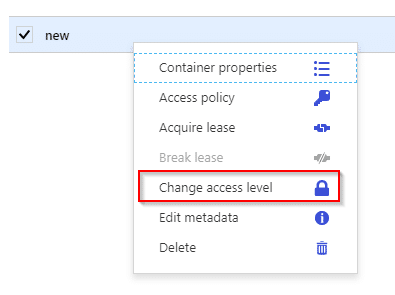 new
Container properties
Access policy
Acquire lease
Break lease
Change access level
Edit metadata
Delete